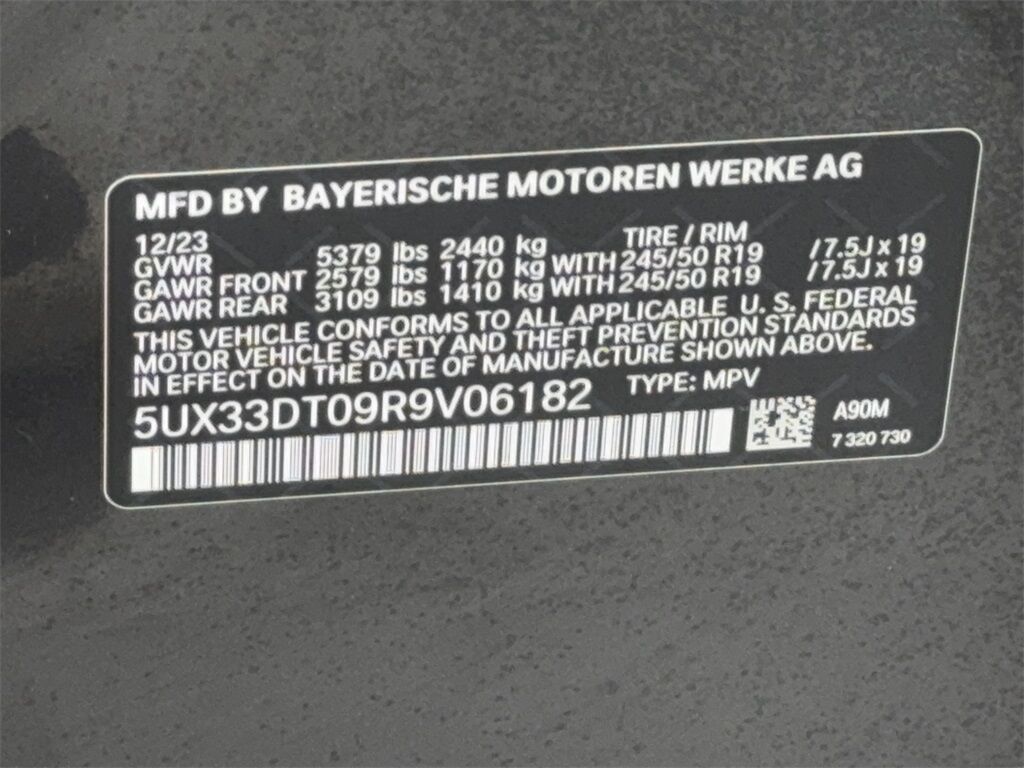 MFD BY BAYERISCHE MOTOREN WERKE AG
12/23 TIRE / RIM
GVWR 5379 lbs 2440 kg
GAWR FRONT 2579 lbs 1170 kg WITH 245/50 R19 /7.5J x 19
GAWR REAR 3109 lbs 1410 kg WITH 245/50 R19 /7.5J x 19
THIS VEHICLE CONFORMS TO ALL APPLICABLE U. S. FEDERAL
MOTOR VEHICLE SAFETY AND THEFT PREVENTION STANDARDS
IN EFFECT ON THE DATE OF MANUFACTURE SHOWN ABOVE.
5UX33DT09R9V06182 TYPE: MPV
A90M
7 320 730